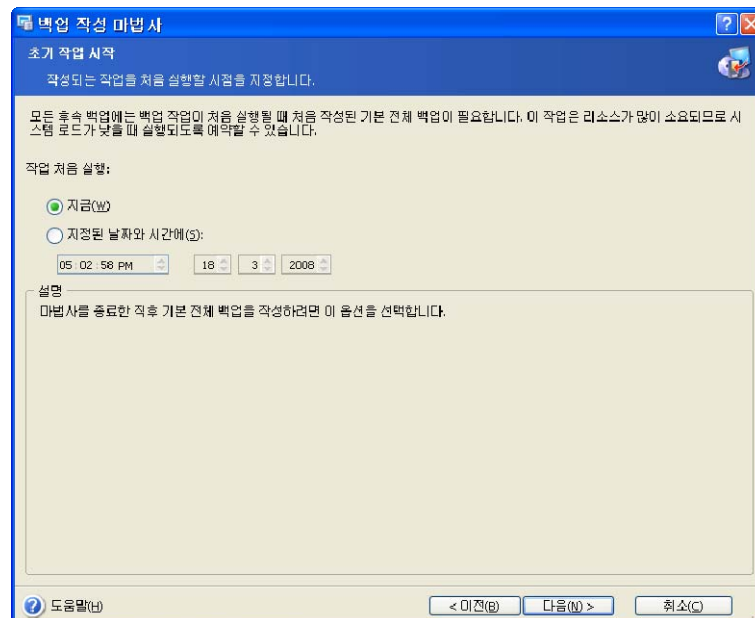 백업 작성 마법사
초기 작업 시작
작성되는 작업을 처음 실행할 시점을 지정합니다.
모든 후속 백업에는 백업 작업이 처음 실행될 때 처음 작성된 기본 전체 백업이 필요합니다. 이 작업은 리소스가 많이 소요되므로 시
스템 로드가 낮을 때 실행되도록 예약할 수 있습니다.
작업 처음 실행:
지금(W)
지정된 날짜와 시간에(S):
05:02:58 PM 18 3 2008
설명
마법사를 종료한 직후 기본 전체 백업을 작성하려면 이 옵션을 선택합니다.
도움말(H) < 이전(B) 다음(N) > 취소(C)